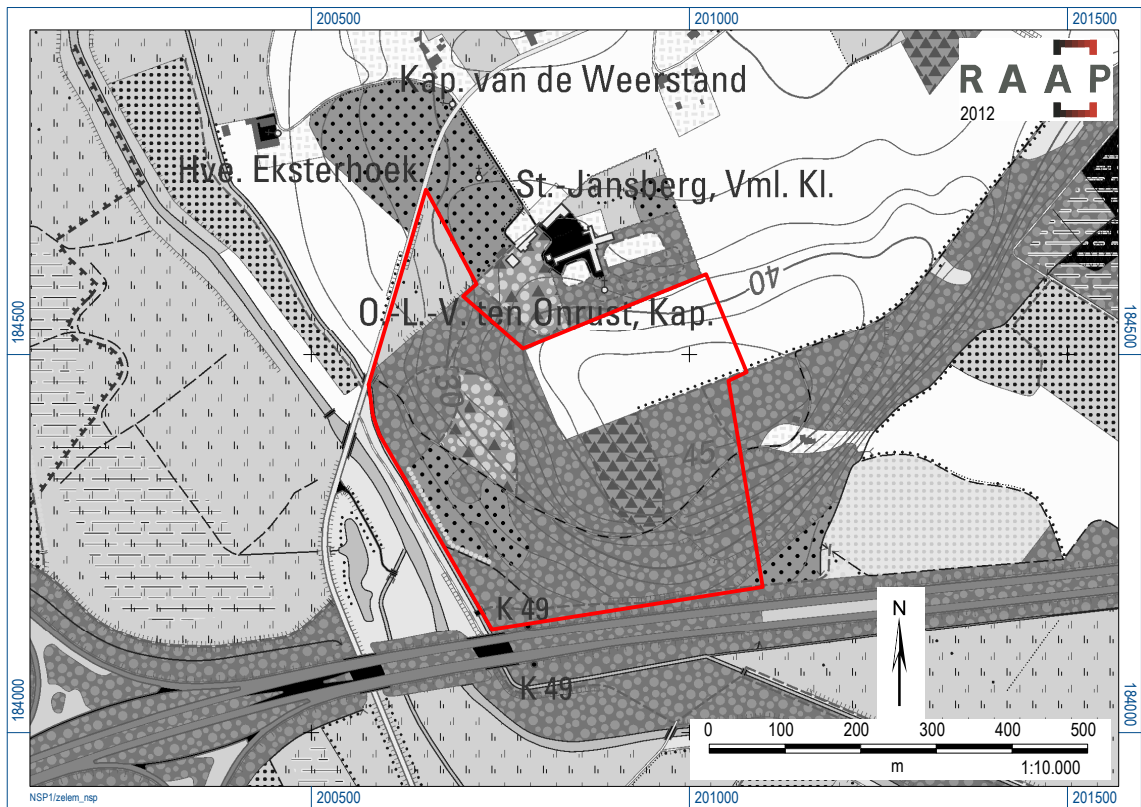 200500 201000 201500
RAAP
2012
Kap. van de Weerstand
Hve. Eksterhoek
St.-Jansberg, Vml. Kl.
40
O.-L.-V. ten Onrust, Kap.
184500 184500
30
45
K 49
K 49
N
184000 184000
0 100 200 300 400 500
m 1:10.000
NSP1/zelem_nsp
200500 201000 201500